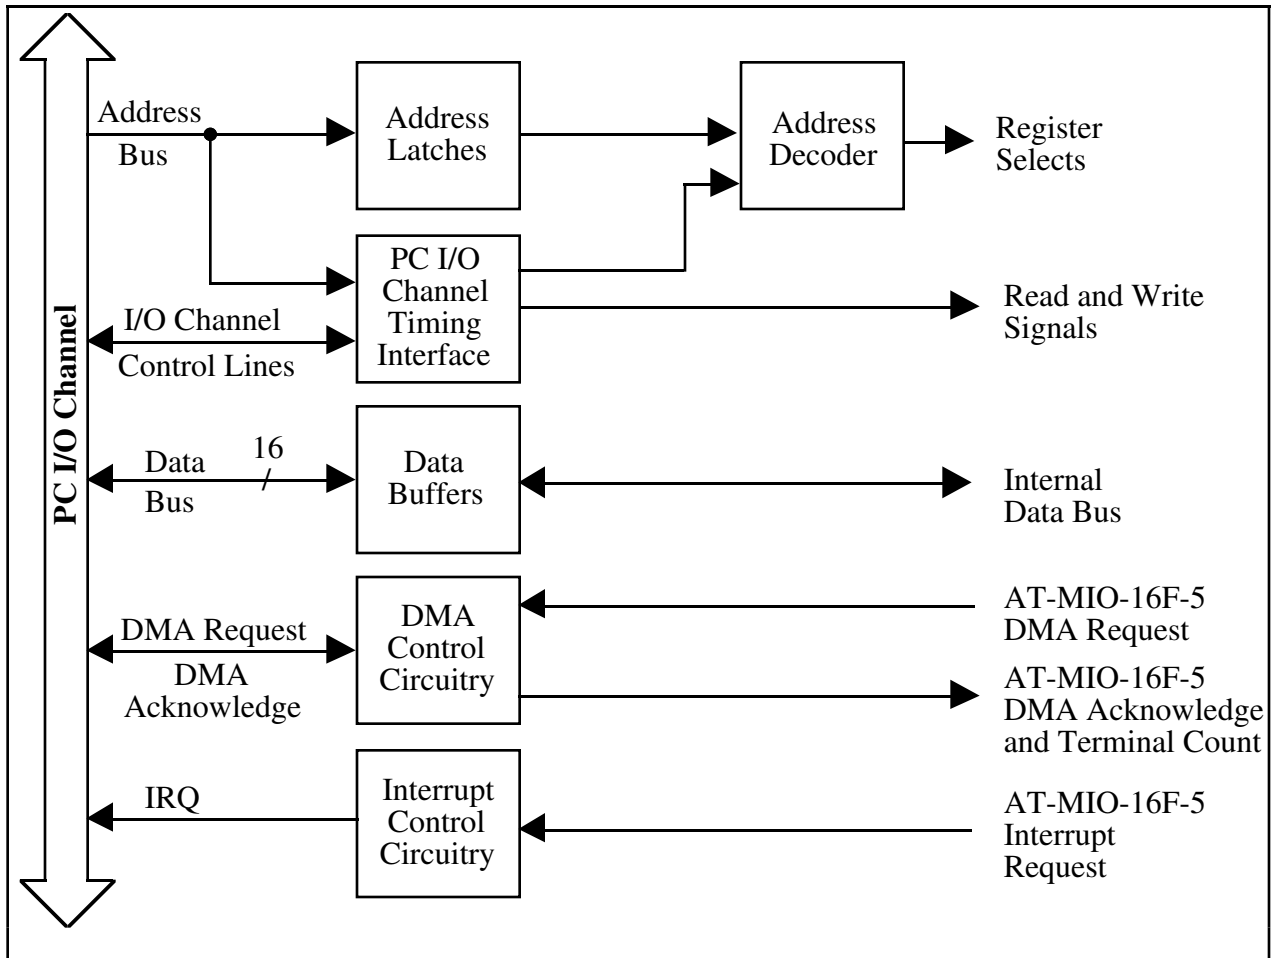 PC I/O Channel
Address
Bus
Address
Latches
Address
Decoder
Register
Selects
I/O Channel
Control Lines
PC I/O
Channel
Timing
Interface
Read and Write
Signals
Data
Bus
16
Data
Buffers
Internal
Data Bus
DMA Request
DMA
Acknowledge
DMA
Control
Circuitry
AT-MIO-16F-5
DMA Request
AT-MIO-16F-5
DMA Acknowledge
and Terminal Count
IRQ
Interrupt
Control
Circuitry
AT-MIO-16F-5
Interrupt
Request